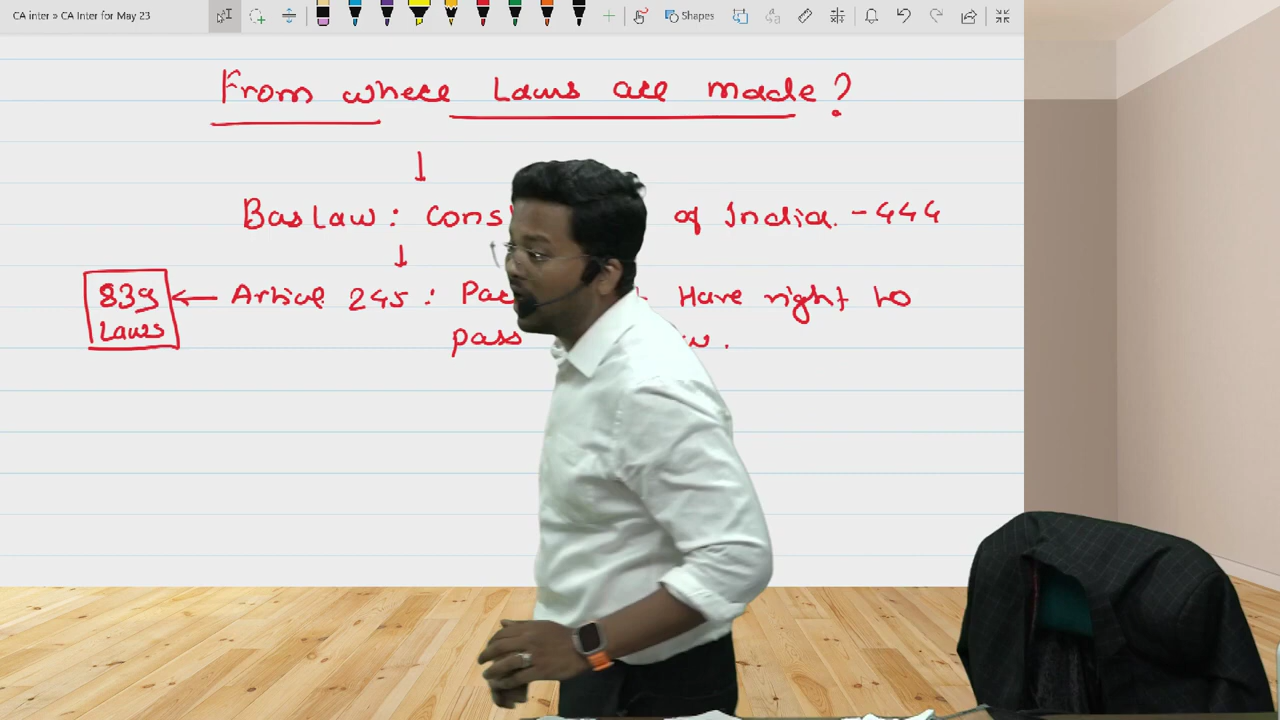 CA inter » CA Inter for May 23
Shapes
From where Laws are made?
Bas Law: Cons of India. - 444
839 Laws
Article 245: Have right to
pass